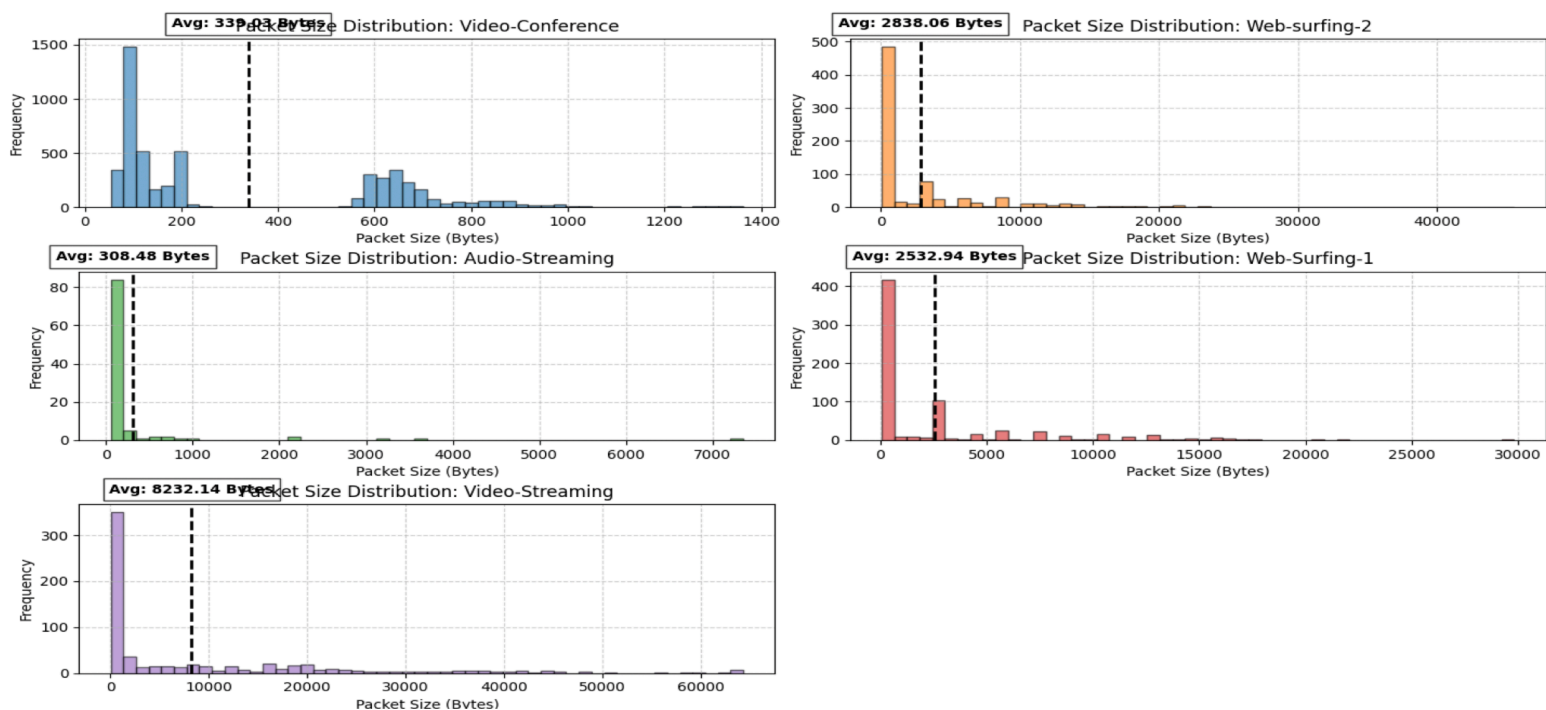 Avg: 339.03 Bytes
Packet Size Distribution: Video-Conference
1500
1000
500
0
Frequency
0 200 400 600 800 1000 1200 1400
Packet Size (Bytes)
Avg: 2838.06 Bytes
Packet Size Distribution: Web-surfing-2
500
400
300
200
100
0
Frequency
0 10000 20000 30000 40000
Packet Size (Bytes)
Avg: 308.48 Bytes
Packet Size Distribution: Audio-Streaming
80
60
40
20
0
Frequency
0 1000 2000 3000 4000 5000 6000 7000
Packet Size (Bytes)
Avg: 2532.94 Bytes
Packet Size Distribution: Web-Surfing-1
400
300
200
100
0
Frequency
0 5000 10000 15000 20000 25000 30000
Packet Size (Bytes)
Avg: 8232.14 Bytes
Packet Size Distribution: Video-Streaming
300
200
100
0
Frequency
0 10000 20000 30000 40000 50000 60000
Packet Size (Bytes)